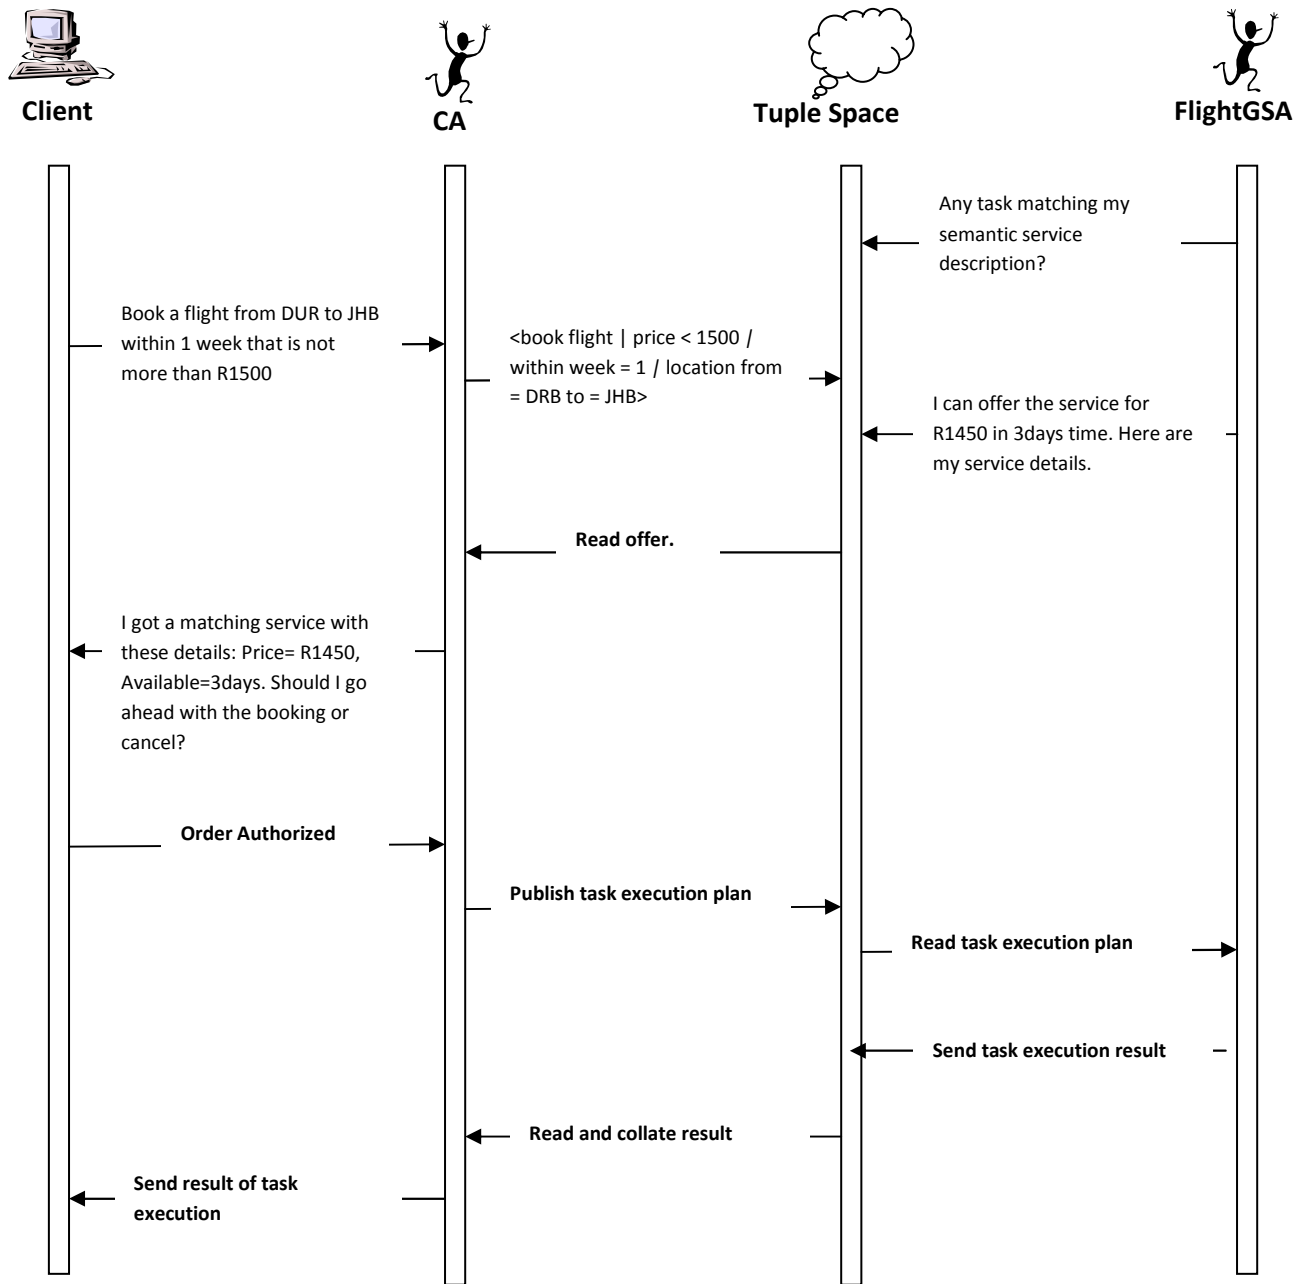 Client
CA
Tuple Space
FlightGSA
Any task matching my
semantic service
description?
Book a flight from DUR to JHB
within 1 week that is not
more than R1500
<book flight | price < 1500 /
within week = 1 / location from
= DRB to = JHB>
I can offer the service for
R1450 in 3days time. Here are
my service details.
Read offer.
I got a matching service with
these details: Price= R1450,
Available=3days. Should I go
ahead with the booking or
cancel?
Order Authorized
Publish task execution plan
Read task execution plan
Send task execution result
Read and collate result
Send result of task
execution